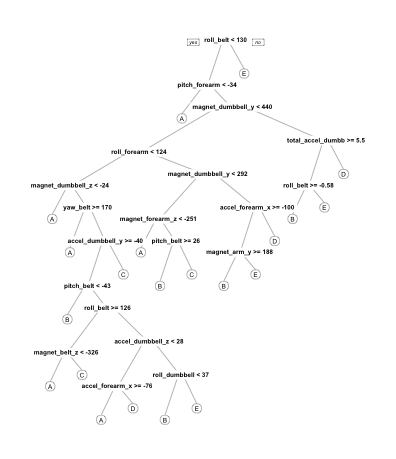 yes roll_belt < 130 no
E
pitch_forearm < -34
A
magnet_dumbbell_y < 440
total_accel_dumbb >= 5.5
roll_forearm < 124
magnet_dumbbell_y < 292
D
magnet_dumbbell_z < -24
roll_belt >= -0.58
A
yaw_belt >= 170
accel_forearm_x >= -100
E
magnet_forearm_z < -251
B
accel_dumbbell_y >= -40
pitch_belt >= 26
D
A
A
magnet_arm_y >= 188
C
C
E
pitch_belt < -43
B
B
roll_belt >= 126
B
accel_dumbbell_z < 28
magnet_belt_z < -326
C
roll_dumbbell < 37
A
accel_forearm_x >= -76
D
E
A
B